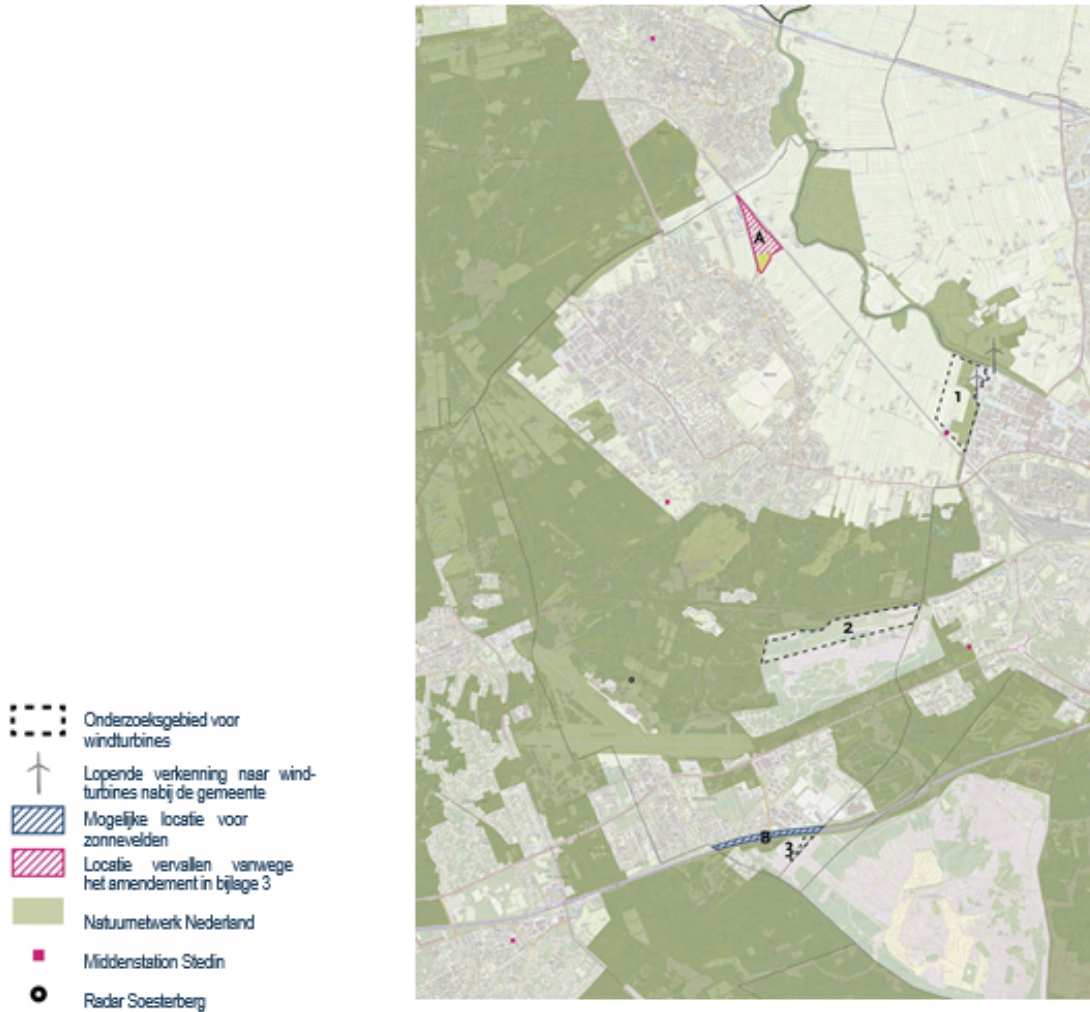 A
1
2
B
3
Onderzoeksgebied voor
windturbines
Lopende verkenning naar wind-
turbines nabij de gemeente
Mogelijke locatie voor
zonnevelden
Locatie vervallen vanwege
het amendement in bijlage 3
Natuurnetwerk Nederland
Middenstation Stedin
Radar Soesterberg